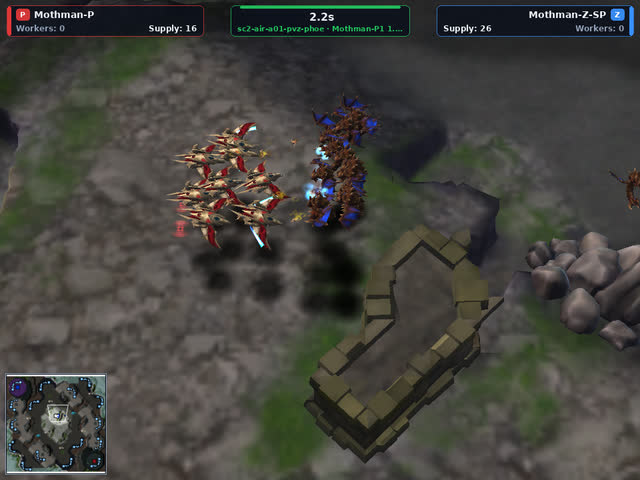 P Mothman-P
Workers: 0 Supply: 16
2.2s
sc2-air-a01-pvz-phoe · Mothman-P1 1....
Mothman-Z-SP Z
Supply: 26 Workers: 0